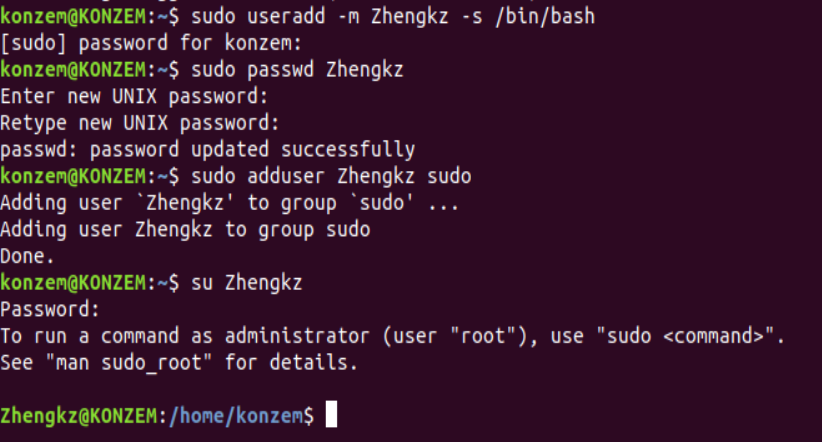 konzem@KONZEM:~$ sudo useradd -m Zhengkz -s /bin/bash
[sudo] password for konzem:
konzem@KONZEM:~$ sudo passwd Zhengkz
Enter new UNIX password:
Retype new UNIX password:
passwd: password updated successfully
konzem@KONZEM:~$ sudo adduser Zhengkz sudo
Adding user `Zhengkz' to group `sudo' ...
Adding user Zhengkz to group sudo
Done.
konzem@KONZEM:~$ su Zhengkz
Password:
To run a command as administrator (user "root"), use "sudo <command>".
See "man sudo_root" for details.
Zhengkz@KONZEM:/home/konzem$